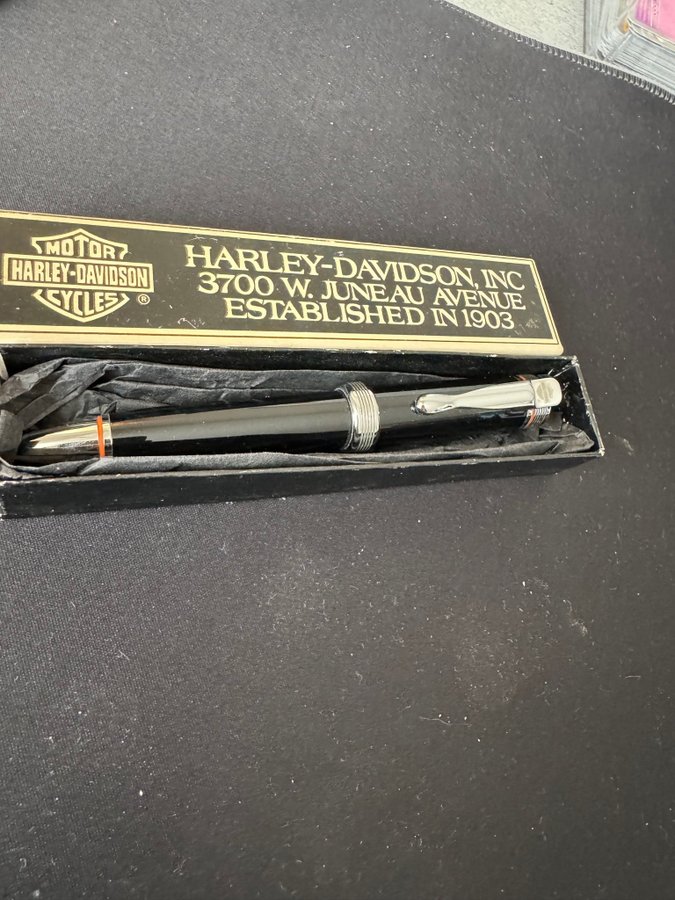 MOTOR
HARLEY-DAVIDSON
CYCLES ®
HARLEY-DAVIDSON, INC
3700 W. JUNEAU AVENUE
ESTABLISHED IN 1903